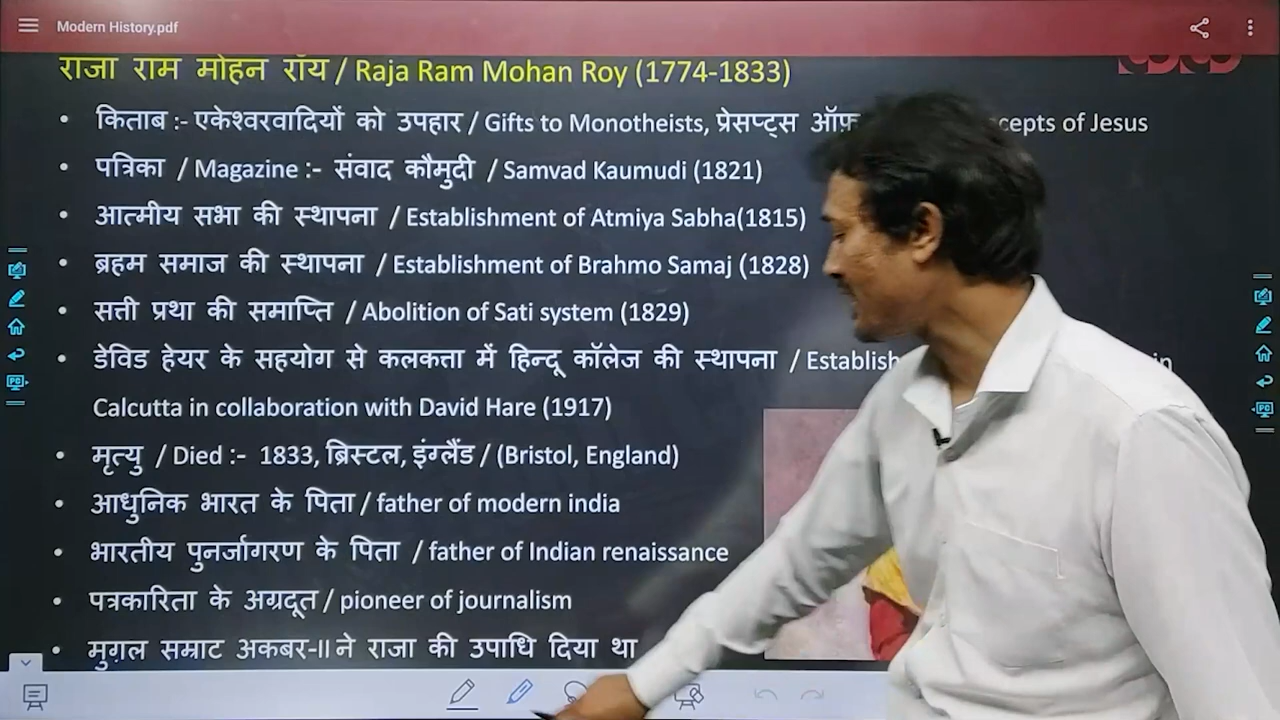 Modern History.pdf
राजा राम मोहन रॉय / Raja Ram Mohan Roy (1774-1833)
• किताब :- एकेश्वरवादियों को उपहार / Gifts to Monotheists, प्रेसप्ट्स ऑफ़ of Jesus
• पत्रिका / Magazine :- संवाद कौमुदी / Samvad Kaumudi (1821)
• आत्मीय सभा की स्थापना / Establishment of Atmiya Sabha(1815)
• ब्रहम समाज की स्थापना / Establishment of Brahmo Samaj (1828)
• सत्ती प्रथा की समाप्ति / Abolition of Sati system (1829)
• डेविड हेयर के सहयोग से कलकत्ता में हिन्दू कॉलेज की स्थापना / in
Calcutta in collaboration with David Hare (1917)
• मृत्यु / Died :- 1833, ब्रिस्टल, इंग्लैंड / (Bristol, England)
• आधुनिक भारत के पिता / father of modern india
• भारतीय पुनर्जागरण के पिता / father of Indian renaissance
• पत्रकारिता के अग्रदूत / pioneer of journalism
• मुग़ल सम्राट अकबर-II ने राजा की उपाधि दिया था